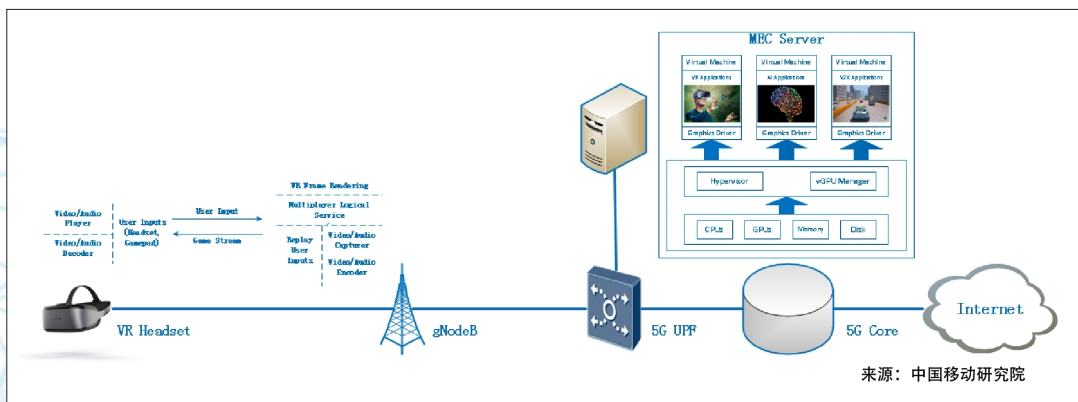 MEC Server
Virtual Machine
VR Applications
Graphics Driver
Virtual Machine
AI Applications
Graphics Driver
Virtual Machine
V2X Applications
Graphics Driver
Hypervisor
vGPU Manager
CPUs
GPUs
Memory
Disk
Video/Audio
Player
Video/Audio
Decoder
User Inputs
(Headset,
Gamepad)
User Input
Game Stream
VR Frame Rendering
Multiplayer Logical
Service
Replay
User
Inputs
Video/Audio
Capturer
Video/Audio
Encoder
VR Headset
gNodeB
5G UPF
5G Core
Internet
来源：中国移动研究院